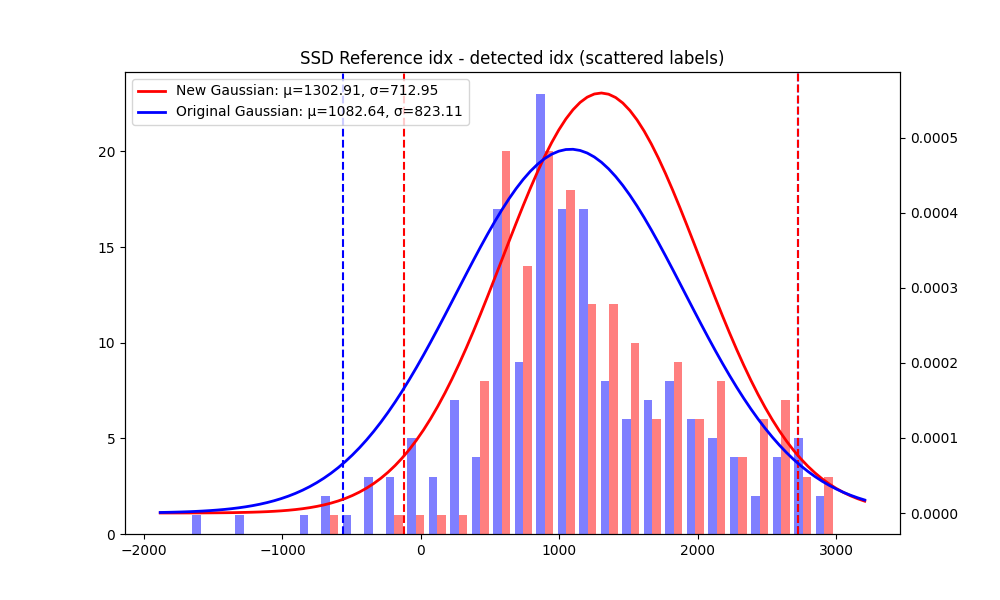 SSD Reference idx - detected idx (scattered labels)
New Gaussian: μ=1302.91, σ=712.95
Original Gaussian: μ=1082.64, σ=823.11
20
15
10
5
0
0.0005
0.0004
0.0003
0.0002
0.0001
0.0000
−2000 −1000 0 1000 2000 3000